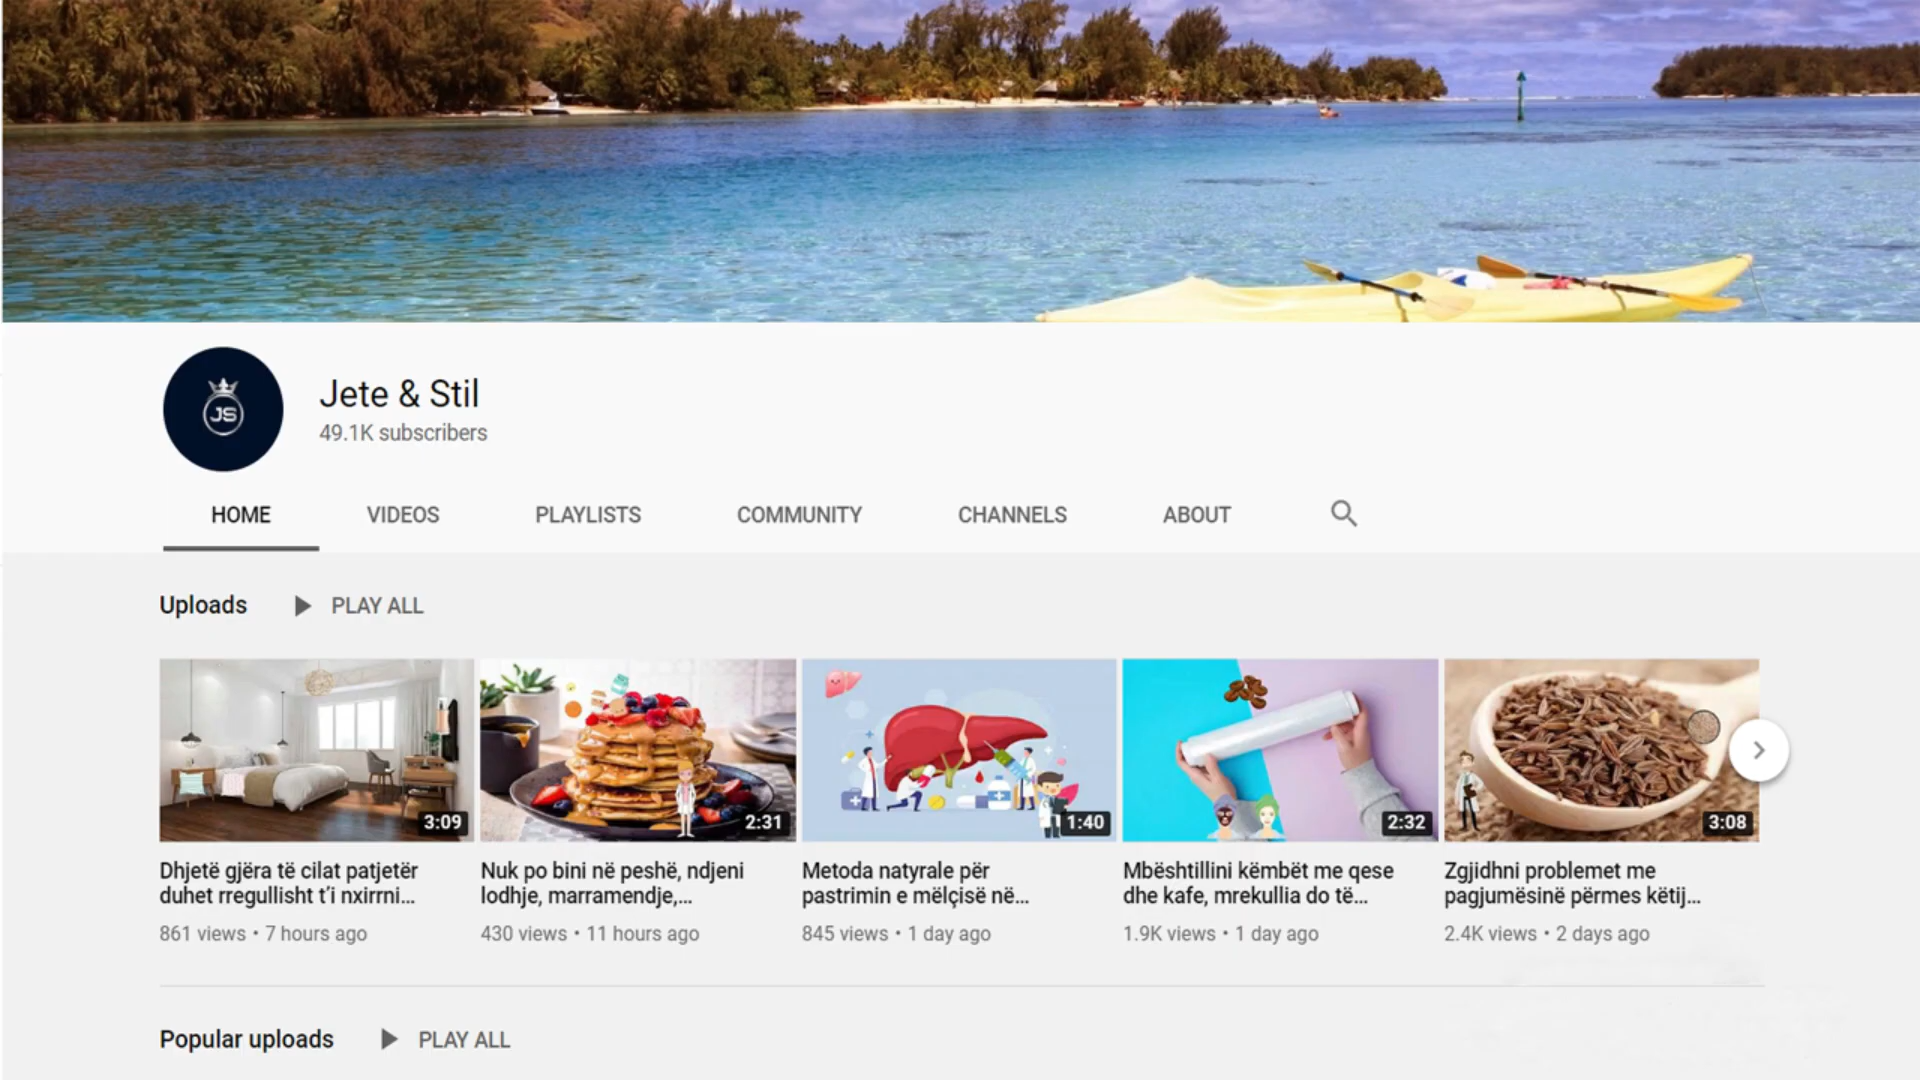 JS
Jete & Stil
49.1K subscribers
HOME VIDEOS PLAYLISTS COMMUNITY CHANNELS ABOUT
Uploads PLAY ALL
3:09 2:31 1:40 2:32 3:08
Dhjetë gjëra të cilat patjetër
duhet rregullisht t’i nxirrni...
861 views • 7 hours ago
Nuk po bini në peshë, ndjeni
lodhje, marramendje,...
430 views • 11 hours ago
Metoda natyrale për
pastrimin e mëlçisë në...
845 views • 1 day ago
Mbështillini këmbët me qese
dhe kafe, mrekullia do të...
1.9K views • 1 day ago
Zgjidhni problemet me
pagjumësinë përmes këtij...
2.4K views • 2 days ago
Popular uploads PLAY ALL